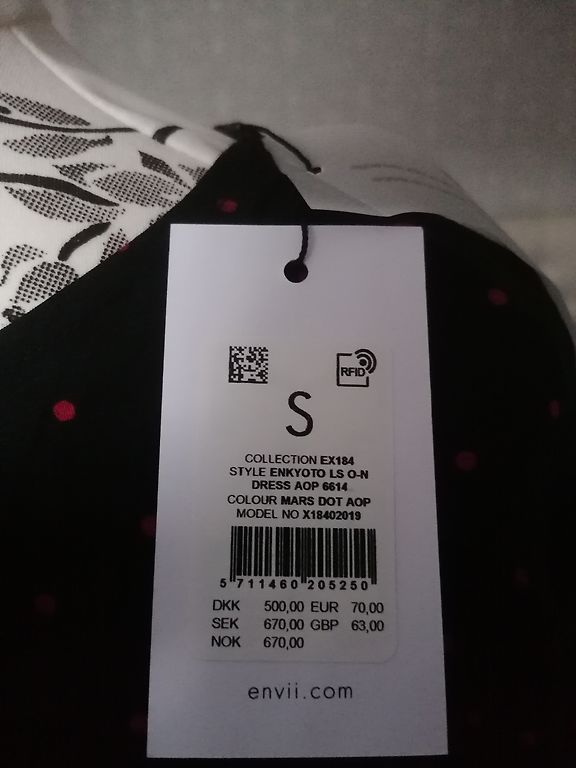 RFID
S
COLLECTION EX184
STYLE ENKYOTO LS O-N
DRESS AOP 6614
COLOUR MARS DOT AOP
MODEL NO X18402019
5 711460 205250
DKK 500,00 EUR 70,00
SEK 670,00 GBP 63,00
NOK 670,00
envii.com